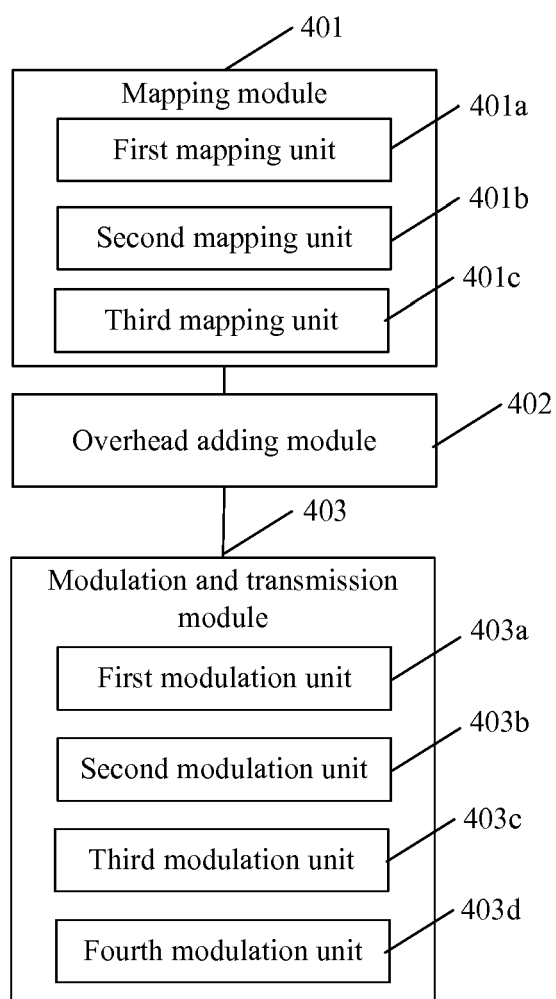 401
Mapping module
401a
First mapping unit
401b
Second mapping unit
401c
Third mapping unit
402
Overhead adding module
403
Modulation and transmission
module
403a
First modulation unit
403b
Second modulation unit
403c
Third modulation unit
403d
Fourth modulation unit